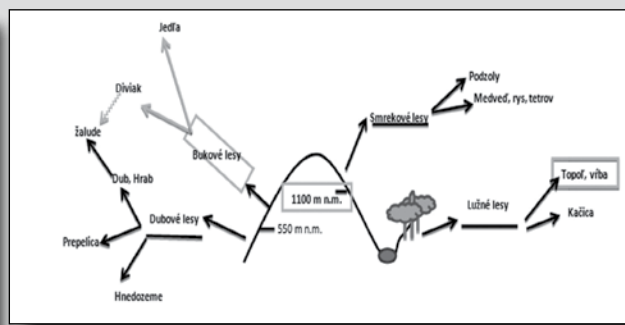 Jedľa
Diviak
žalude
Bukové lesy
Dub, Hrab
Dubové lesy
Prepelica
Hnedozeme
1100 m n.m.
550 m n.m.
Smrekové lesy
Podzoly
Medveď, rys, tetrov
Lužné lesy
Topoľ, vŕba
Kačica